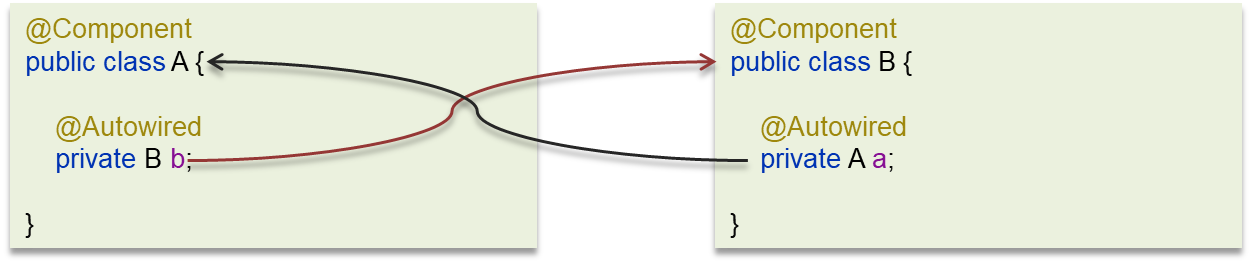 @Component
public class A {
@Autowired
private B b;
}
@Component
public class B {
@Autowired
private A a;
}